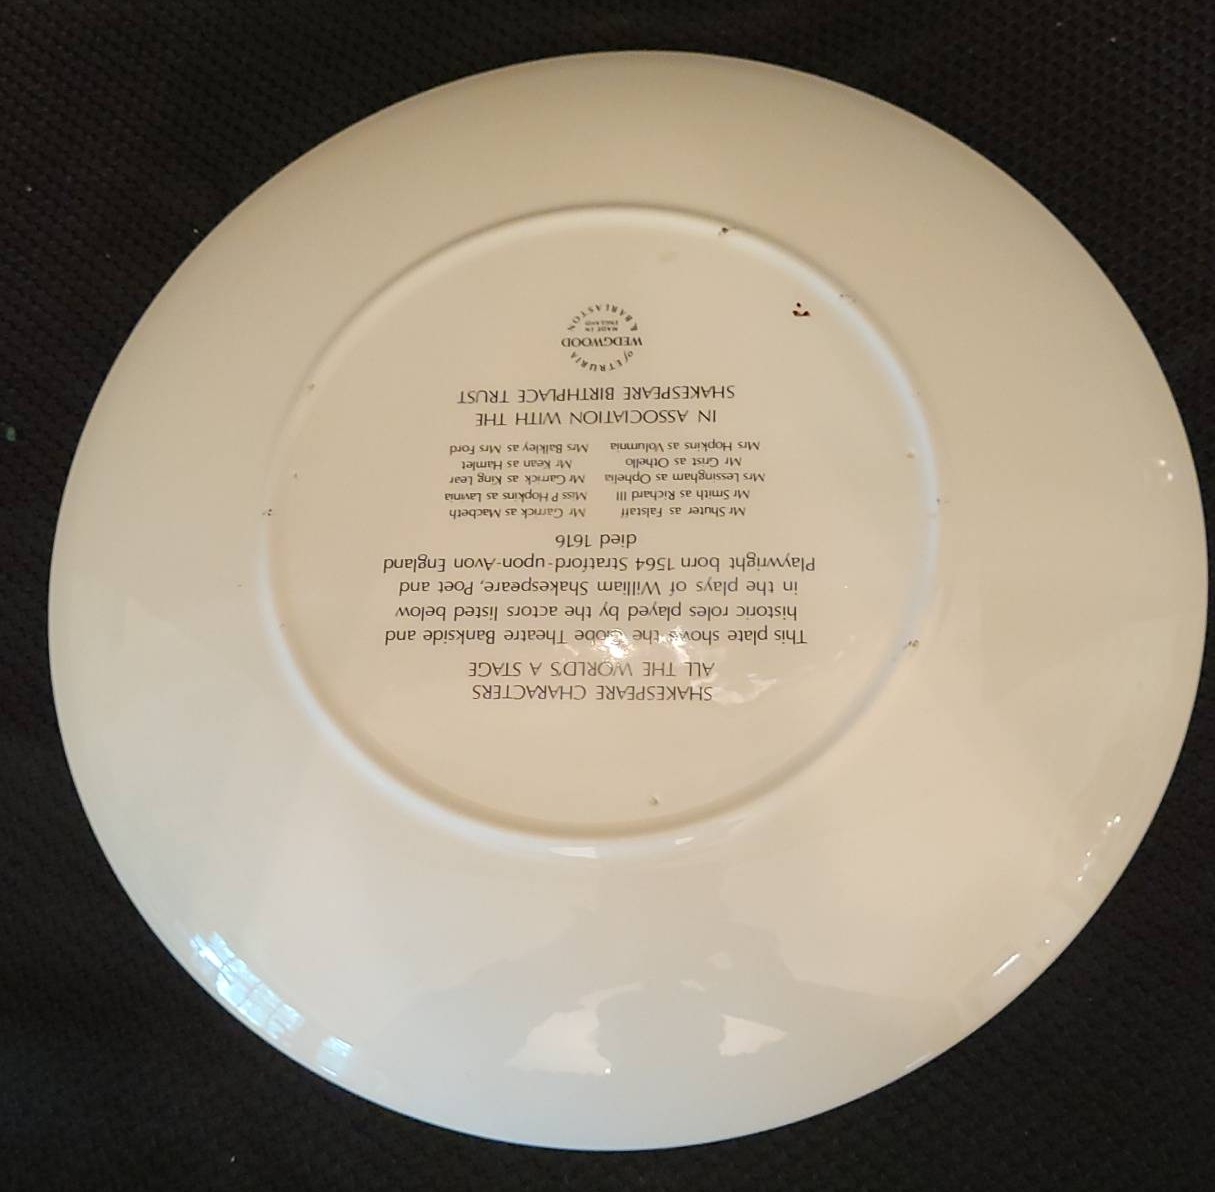 SHAKESPEARE CHARACTERS
ALL THE WORLD'S A STAGE
This plate shows the Globe Theatre Bankside and
historic roles played by the actors listed below
in the plays of William Shakespeare, Poet and
Playwright born 1564 Stratford-upon-Avon England
died 1616
Mr Shuter as Falstaff Mr Garrick as Macbeth
Mr Smith as Richard III Miss P Hopkins as Lavinia
Mrs Lessingham as Ophelia Mr Garrick as King Lear
Mr Grist as Othello Mr Kean as Hamlet
Mrs Hopkins as Volumnia Mrs Balkley as Mrs Ford
IN ASSOCIATION WITH THE
SHAKESPEARE BIRTHPLACE TRUST
of ETRURIA
WEDGWOOD
MADE IN
ENGLAND
& BARLASTON